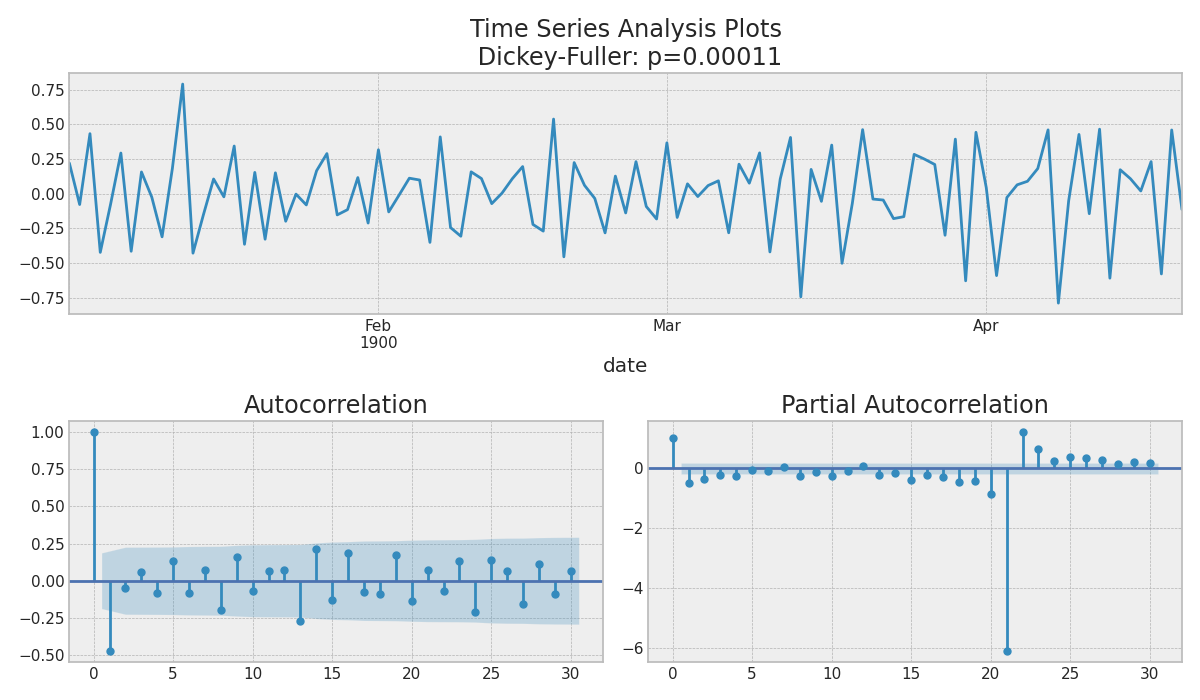 Time Series Analysis Plots
Dickey-Fuller: p=0.00011
0.75
0.50
0.25
0.00
−0.25
−0.50
−0.75
Feb
1900
Mar
Apr
date
Autocorrelation
1.00
0.75
0.50
0.25
0.00
−0.25
−0.50
0 5 10 15 20 25 30
Partial Autocorrelation
0
−2
−4
−6
0 5 10 15 20 25 30